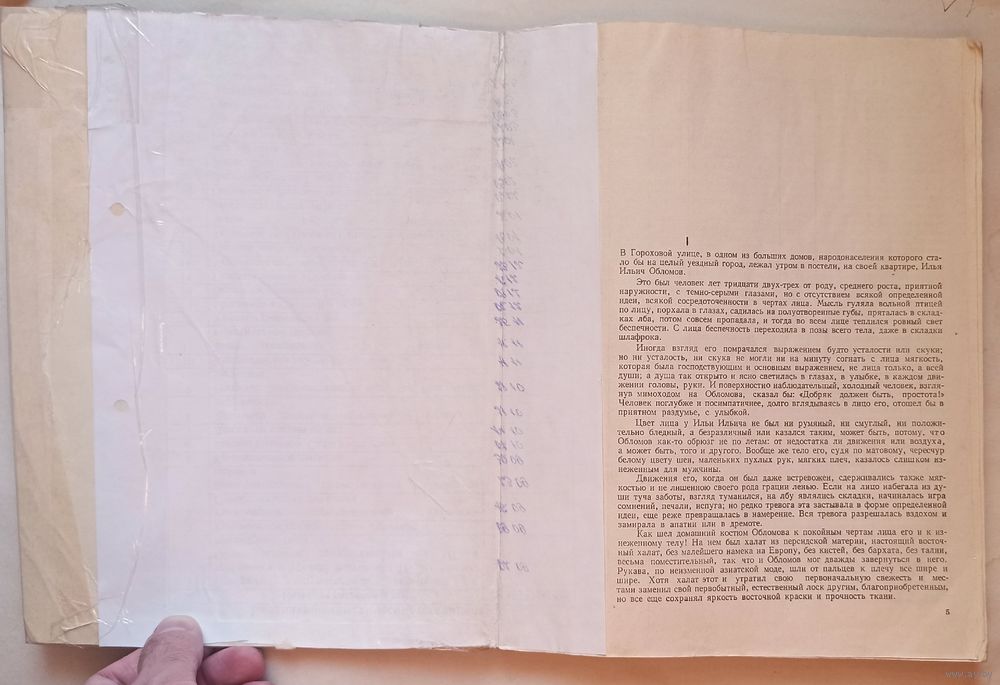 I
В Гороховой улице, в одном из больших домов, народонаселения которого ста-
ло бы на целый уездный город, лежал утром в постели, на своей квартире, Илья
Ильич Обломов.
Это был человек лет тридцати двух-трех от роду, среднего роста, приятной
наружности, с темно-серыми глазами, но с отсутствием всякой определенной
идеи, всякой сосредоточенности в чертах лица. Мысль гуляла вольной птицей
по лицу, порхала в глазах, садилась на полуотворенные губы, пряталась в склад-
ках лба, потом совсем пропадала, и тогда во всем лице теплился ровный свет
беспечности. С лица беспечность переходила в позы всего тела, даже в складки
шлафрока.
Иногда взгляд его помрачался выражением будто усталости или скуки;
но ни усталость, ни скука не могли ни на минуту согнать с лица мягкость,
которая была господствующим и основным выражением, не лица только, а всей
души; а душа так открыто и ясно светилась в глазах, в улыбке, в каждом дви-
жении головы, руки. И поверхностно наблюдательный, холодный человек, взгля-
нув мимоходом на Обломова, сказал бы: «Добряк должен быть, простота!»
Человек поглубже и посимпатичнее, долго вглядываясь в лицо его, отошел бы в
приятном раздумье, с улыбкой.
Цвет лица у Ильи Ильича не был ни румяный, ни смуглый, ни положи-
тельно бледный, а безразличный или казался таким, может быть, потому, что
Обломов как-то обрюзг не по летам: от недостатка ли движения или воздуха,
а может быть, того и другого. Вообще же тело его, судя по матовому, чересчур
белому цвету шеи, маленьких пухлых рук, мягких плеч, казалось слишком из-
неженным для мужчины.
Движения его, когда он был даже встревожен, сдерживались также мяг-
костью и не лишенною своего рода грации ленью. Если на лицо набегала из ду-
ши туча заботы, взгляд туманился, на лбу являлись складки, начиналась игра
сомнений, печали, испуга; но редко тревога эта застывала в форме определенной
идеи, еще реже превращалась в намерение. Вся тревога разрешалась вздохом и
замирала в апатии или в дремоте.
Как шел домашний костюм Обломова к покойным чертам лица его и к из-
неженному телу! На нем был халат из персидской материи, настоящий восточ-
ный халат, без малейшего намека на Европу, без кистей, без бархата, без талии,
весьма поместительный, так что и Обломов мог дважды завернуться в него.
Рукава, по неизменной азиатской моде, шли от пальцев к плечу все шире и
шире. Хотя халат этот и утратил свою первоначальную свежесть и мес-
тами заменил свой первобытный, естественный лоск другим, благоприобретенным,
но все еще сохранял яркость восточной краски и прочность ткани.
5